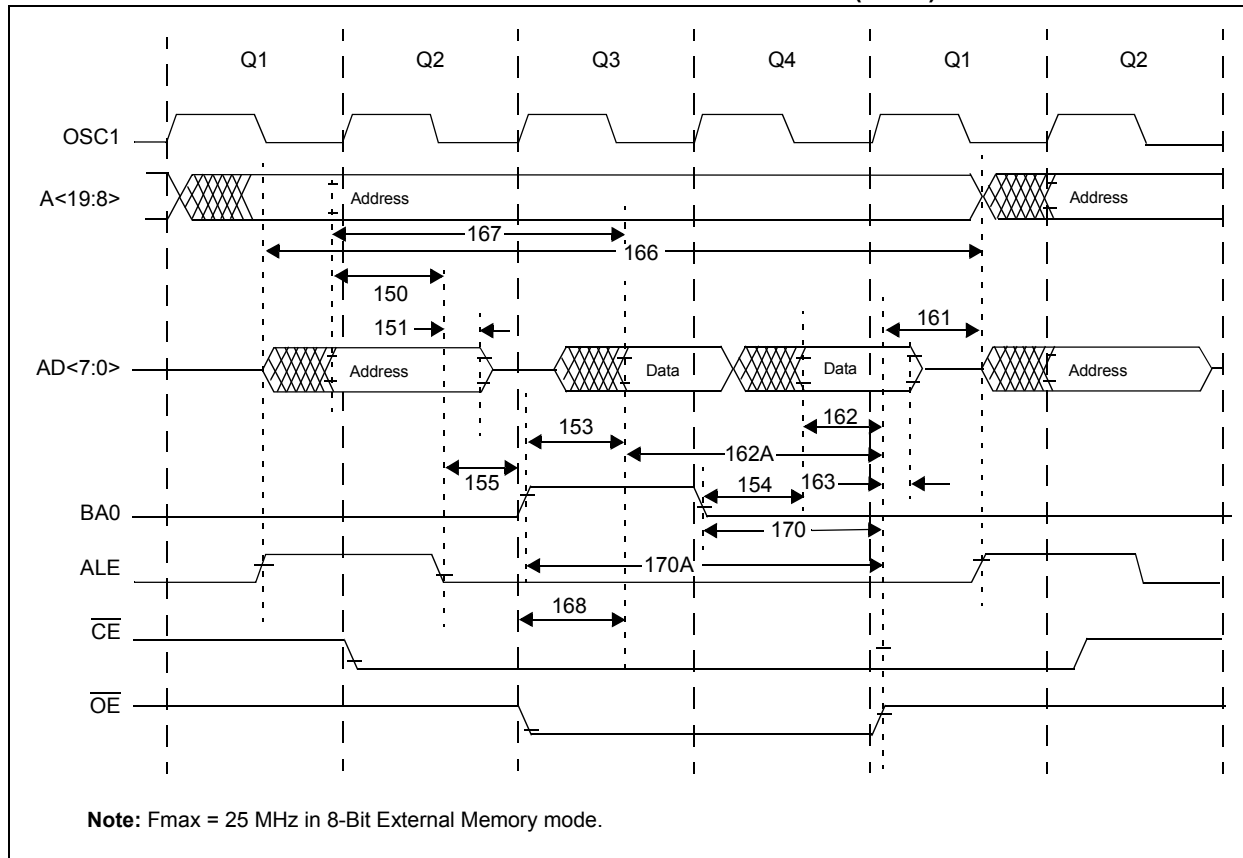 Q1 Q2 Q3 Q4 Q1 Q2
OSC1
A<19:8>
Address
Address
167
166
150
151
161
AD<7:0>
Address
Data
Data
Address
153
162
162A
155
154
163
BA0
170
ALE
170A
168
CE
OE
Note: Fmax = 25 MHz in 8-Bit External Memory mode.